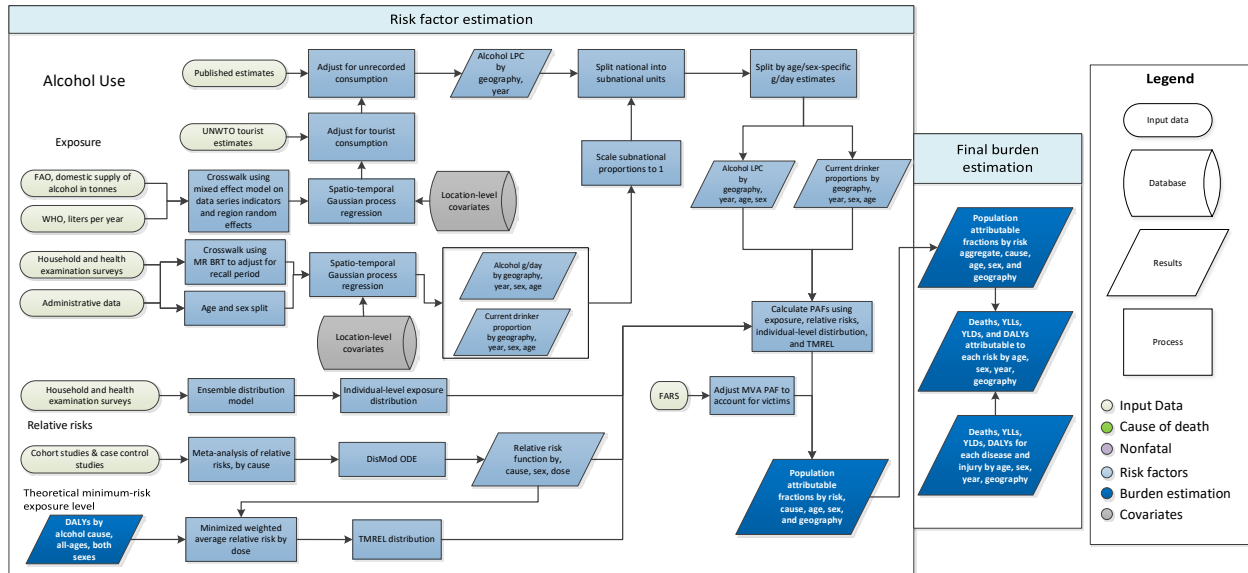 Risk factor estimation
Alcohol Use
Published estimates
Adjust for unrecorded
consumption
Alcohol LPC
by
geography,
year
Split national into
subnational units
Split by age/sex-specific
g/day estimates
UNWTO tourist
estimates
Adjust for tourist
consumption
Exposure
FAO, domestic supply of
alcohol in tonnes
WHO, liters per year
Crosswalk using
mixed effect model on
data series indicators
and region random
effects
Spatio-temporal
Gaussian process
regression
Location-level
covariates
Scale subnational
proportions to 1
Alcohol LPC
by
geography,
year, age, sex
Current drinker
proportions by
geography,
year, sex, age
Household and health
examination surveys
Administrative data
Crosswalk using
MR BRT to adjust for
recall period
Age and sex split
Spatio-temporal
Gaussian process
regression
Location-level
covariates
Alcohol g/day
by geography,
year, sex, age
Current drinker
proportion
by geography,
year, sex, age
Calculate PAFs using
exposure, relative risks,
individual-level distirbution,
and TMREL
Household and health
examination surveys
Ensemble distribution
model
Individual-level exposure
distribution
FARS
Adjust MVA PAF to
account for victims
Relative risks
Cohort studies & case control
studies
Meta-analysis of relative
risks, by cause
DisMod ODE
Relative risk
function by,
cause, sex, dose
Population
attributable
fractions by risk,
cause, age, sex,
and geography
Theoretical minimum-risk
exposure level
DALYs by
alcohol cause,
all-ages, both
sexes
Minimized weighted
average relative risk by
dose
TMREL distribution
Final burden
estimation
Population
attributable
fractions by risk
aggregate, cause,
age, sex, and
geography
Deaths, YLLs,
YLDs, and DALYs
attributable to
each risk by age,
sex, year,
geography
Deaths, YLLs,
YLDs, DALYs for
each disease and
injury by age, sex,
year, geography
Legend
Input data
Database
Results
Process
Input Data
Cause of death
Nonfatal
Risk factors
Burden estimation
Covariates